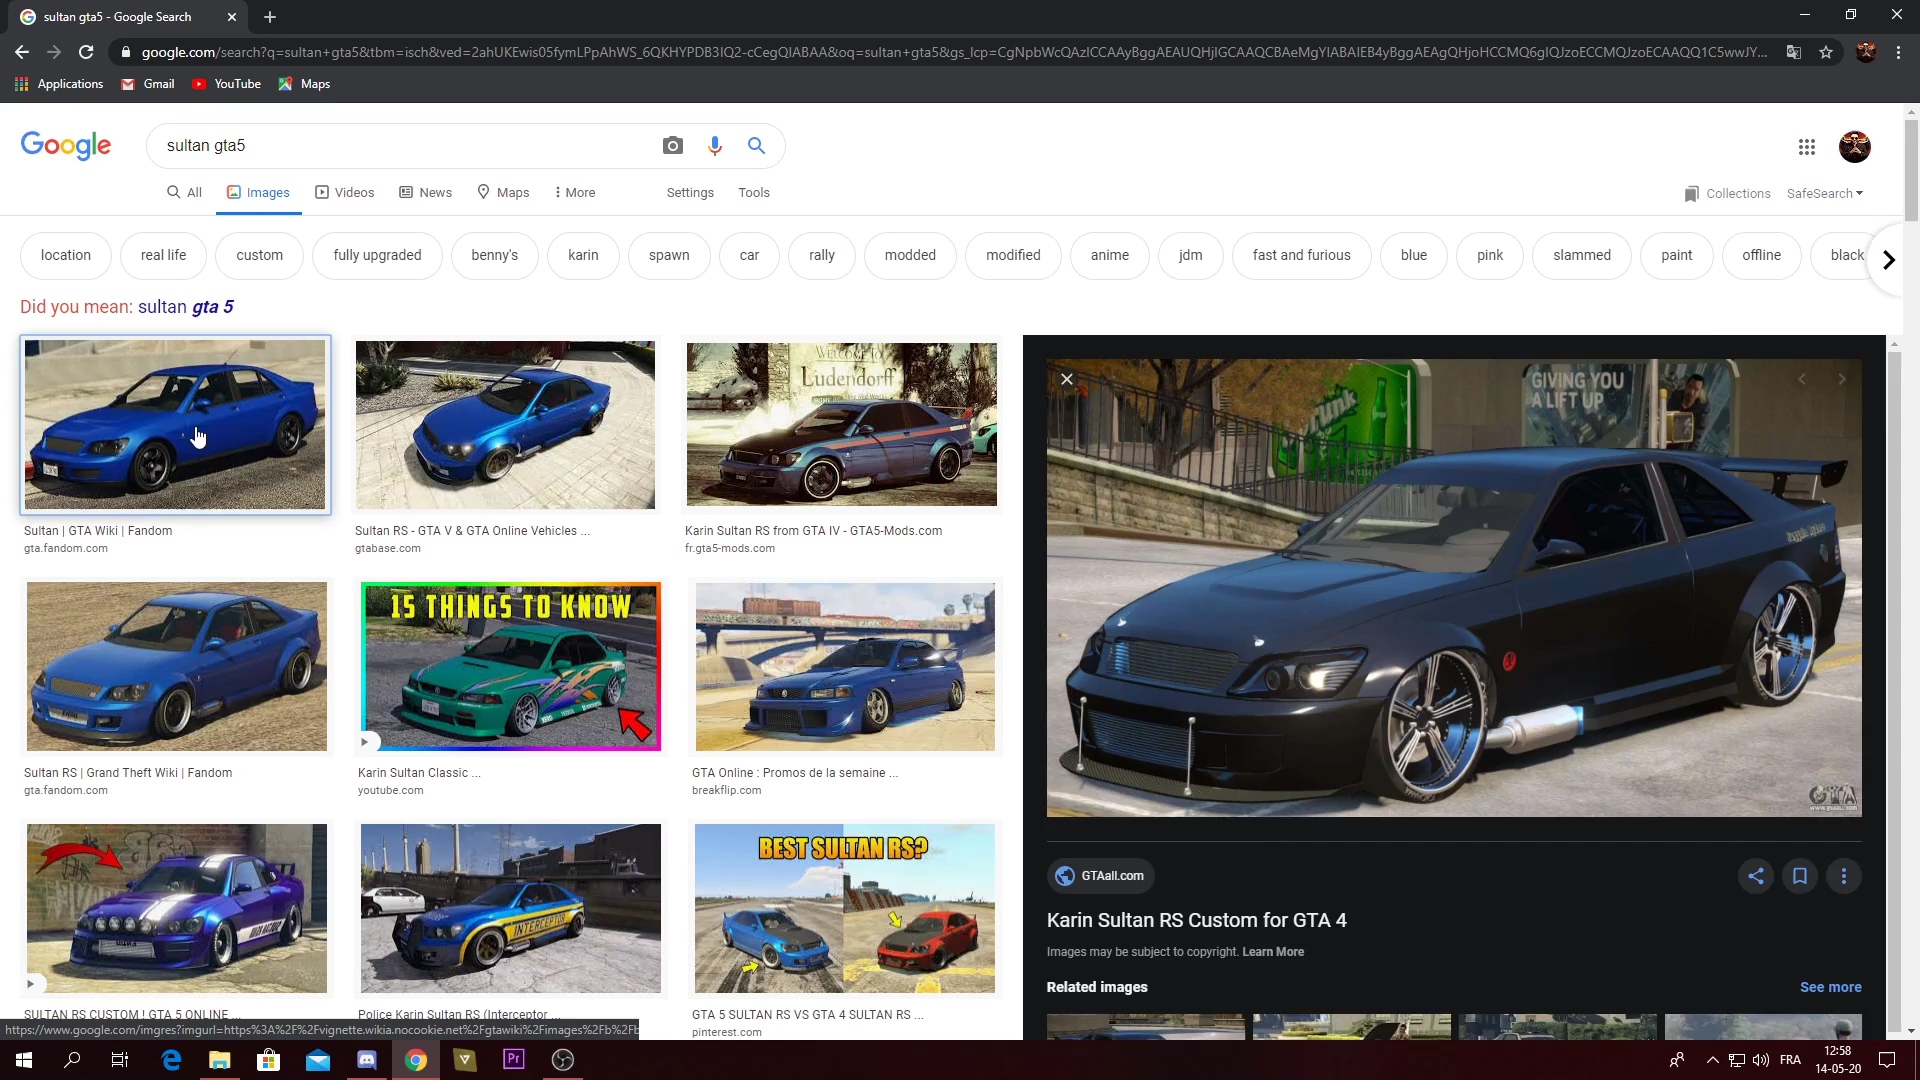 sultan gta5 - Google Search
google.com/search?q=sultan+gta5&tbm=isch&ved=2ahUKEwis05fymLPpAhWS_6QKHYPDB3IQ2-cCegQIABAA&oq=sultan+gta5&gs_lcp=CgNpbWcQAzICCAAyBggAEAUQHjIGCAAQCBAeMgYIABAIEB4yBggAEAgQHjoHCCMQ6gIQJzoECCMQJzoECAAQQ1C5wwJY...
Applications Gmail YouTube Maps
Google
sultan gta5
All Images Videos News Maps More Settings Tools
Collections SafeSearch
location real life custom fully upgraded benny's karin spawn car rally modded modified anime jdm fast and furious blue pink slammed paint offline black
Did you mean: sultan gta 5
WELCOME TO
Ludendorff
Sultan | GTA Wiki | Fandom
gta.fandom.com
Sultan RS - GTA V & GTA Online Vehicles ...
gtabase.com
Karin Sultan RS from GTA IV - GTA5-Mods.com
fr.gta5-mods.com
15 THINGS TO KNOW
Sultan RS | Grand Theft Wiki | Fandom
gta.fandom.com
Karin Sultan Classic ...
youtube.com
GTA Online : Promos de la semaine ...
breakflip.com
INTERCEPTOR
BEST SULTAN RS?
SULTAN RS CUSTOM ! GTA 5 ONLINE ...
Police Karin Sultan RS (Interceptor ...
GTA 5 SULTAN RS VS GTA 4 SULTAN RS ...
pinterest.com
GIVING YOU
A LIFT UP
GTA
GTAall.com
Karin Sultan RS Custom for GTA 4
Images may be subject to copyright. Learn More
Related images
See more
https://www.google.com/imgres?imgurl=https%3A%2F%2Fvignette.wikia.nocookie.net%2Fgtawiki%2Fimages%2Fb%2Fb
Pr
FRA
12:58
14-05-20